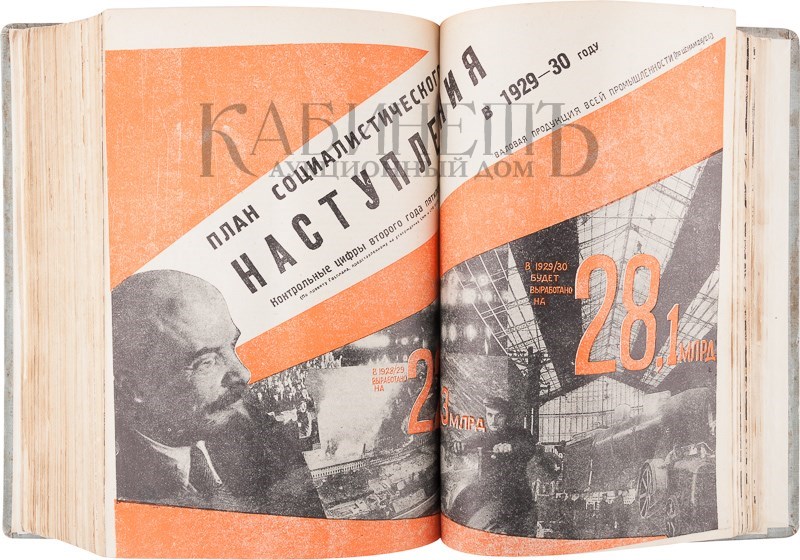 ПЛАН СОЦИАЛИСТИЧЕСКОГО
НАСТУПЛЕНИЯ
В 1929—30 ГОДУ
Контрольные цифры второго года
ВАЛОВАЯ ПРОДУКЦИЯ ВСЕЙ ПРОМЫШЛЕННОСТИ
КАБИНЕТЪ
АУКЦИОННЫЙ ДОМ
В 1929/30
БУДЕТ
ВЫРАБОТАНО
НА
28.1 МЛРД
В 1928/29
ВЫРАБОТАНО
НА
МЛРД